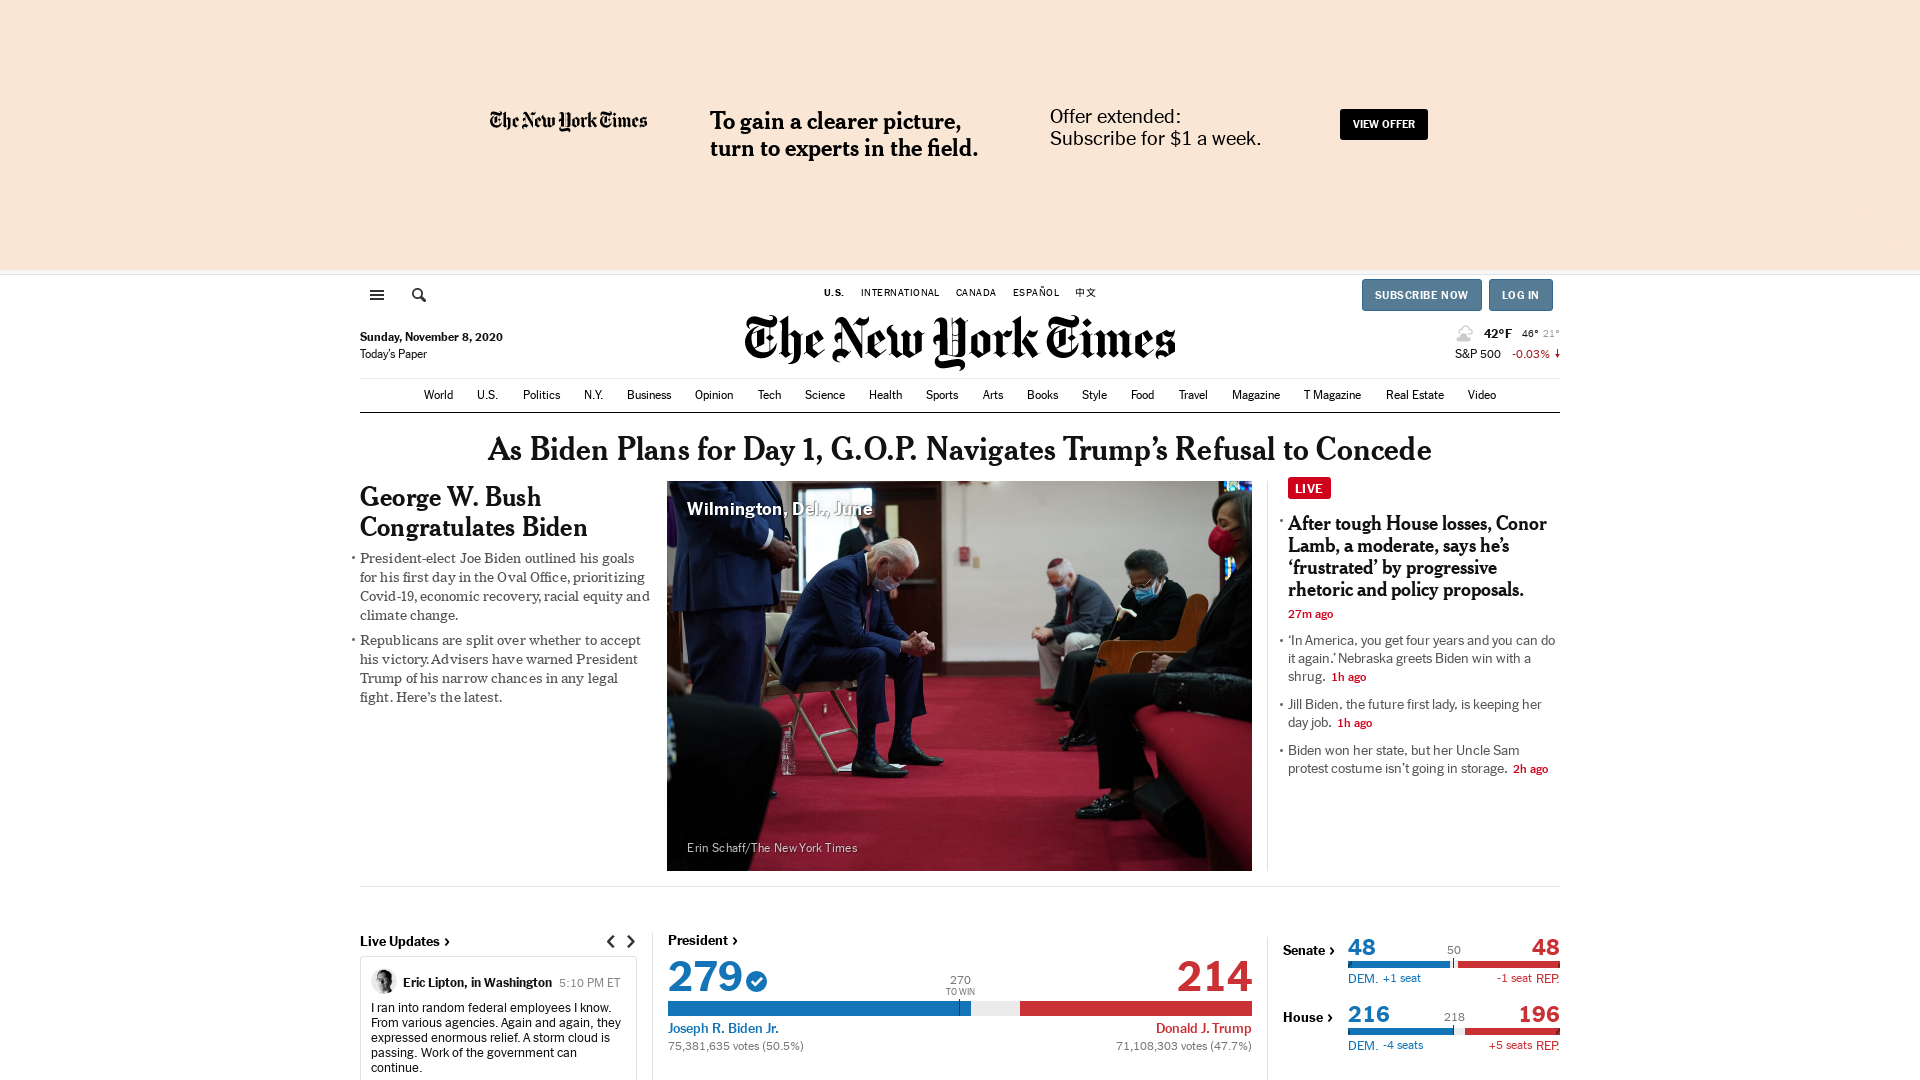 The New York Times
To gain a clearer picture,
turn to experts in the field.
Offer extended:
Subscribe for $1 a week.
VIEW OFFER
U.S. INTERNATIONAL CANADA ESPAÑOL 中文
SUBSCRIBE NOW LOG IN
Sunday, November 8, 2020
Today's Paper
The New York Times
42°F 46° 21°
S&P 500 -0.03% ↓
World U.S. Politics N.Y. Business Opinion Tech Science Health Sports Arts Books Style Food Travel Magazine T Magazine Real Estate Video
As Biden Plans for Day 1, G.O.P. Navigates Trump’s Refusal to Concede
George W. Bush
Congratulates Biden
• President-elect Joe Biden outlined his goals
for his first day in the Oval Office, prioritizing
Covid-19, economic recovery, racial equity and
climate change.
• Republicans are split over whether to accept
his victory. Advisers have warned President
Trump of his narrow chances in any legal
fight. Here’s the latest.
Wilmington, Del., June
Erin Schaff/The New York Times
LIVE
• After tough House losses, Conor
Lamb, a moderate, says he’s
‘frustrated’ by progressive
rhetoric and policy proposals.
27m ago
• ‘In America, you get four years and you can do
it again.’ Nebraska greets Biden win with a
shrug. 1h ago
• Jill Biden, the future first lady, is keeping her
day job. 1h ago
• Biden won her state, but her Uncle Sam
protest costume isn’t going in storage. 2h ago
Live Updates ›
Eric Lipton, in Washington 5:10 PM ET
I ran into random federal employees I know.
From various agencies. Again and again, they
expressed enormous relief. A storm cloud is
passing. Work of the government can
continue.
President ›
279 214
270
TO WIN
Joseph R. Biden Jr. Donald J. Trump
75,381,635 votes (50.5%) 71,108,303 votes (47.7%)
Senate › 48 50 48
DEM. +1 seat -1 seat REP.
House › 216 218 196
DEM. -4 seats +5 seats REP.